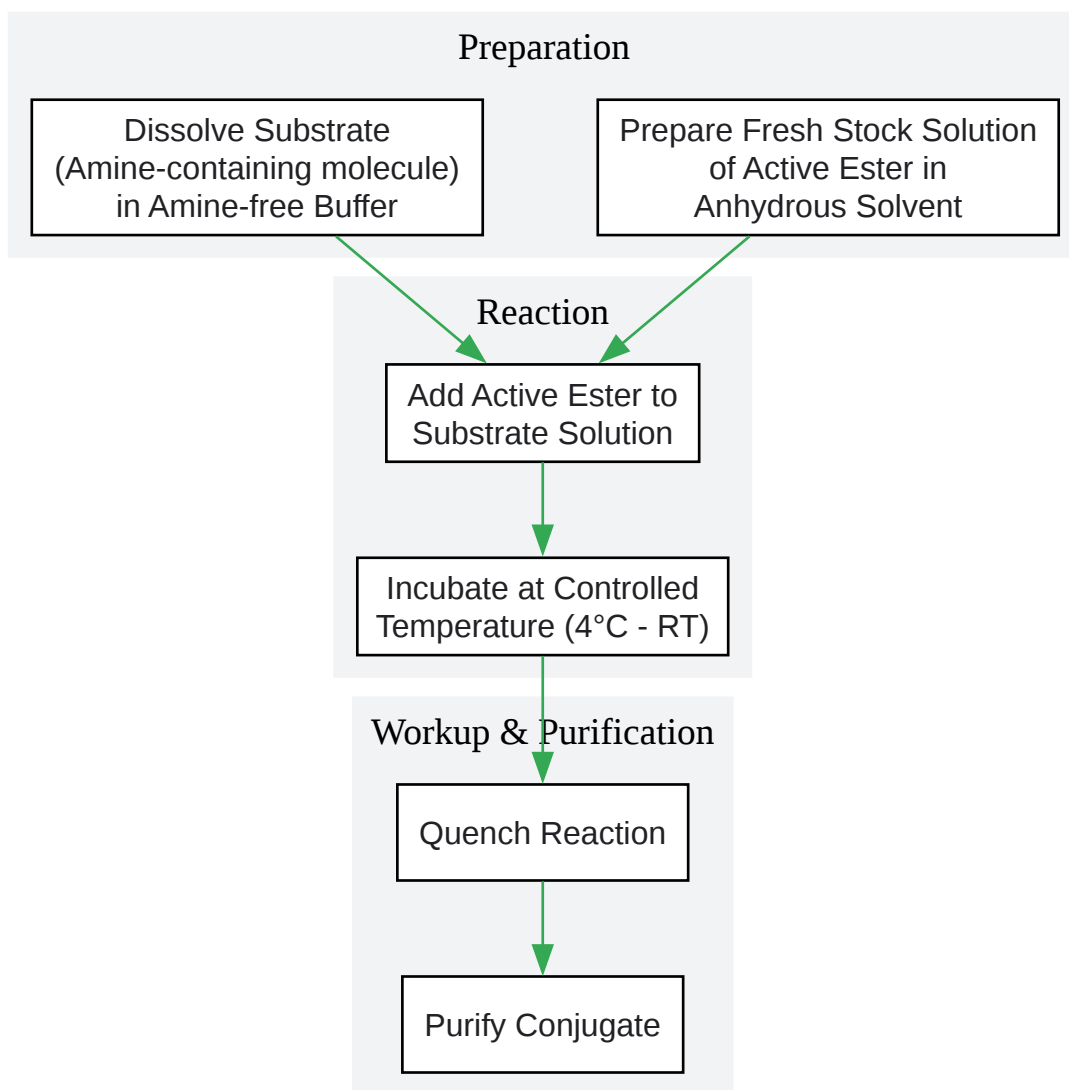 Preparation
Dissolve Substrate
(Amine-containing molecule)
in Amine-free Buffer
Prepare Fresh Stock Solution
of Active Ester in
Anhydrous Solvent
Reaction
Add Active Ester to
Substrate Solution
Incubate at Controlled
Temperature (4°C - RT)
Workup & Purification
Quench Reaction
Purify Conjugate